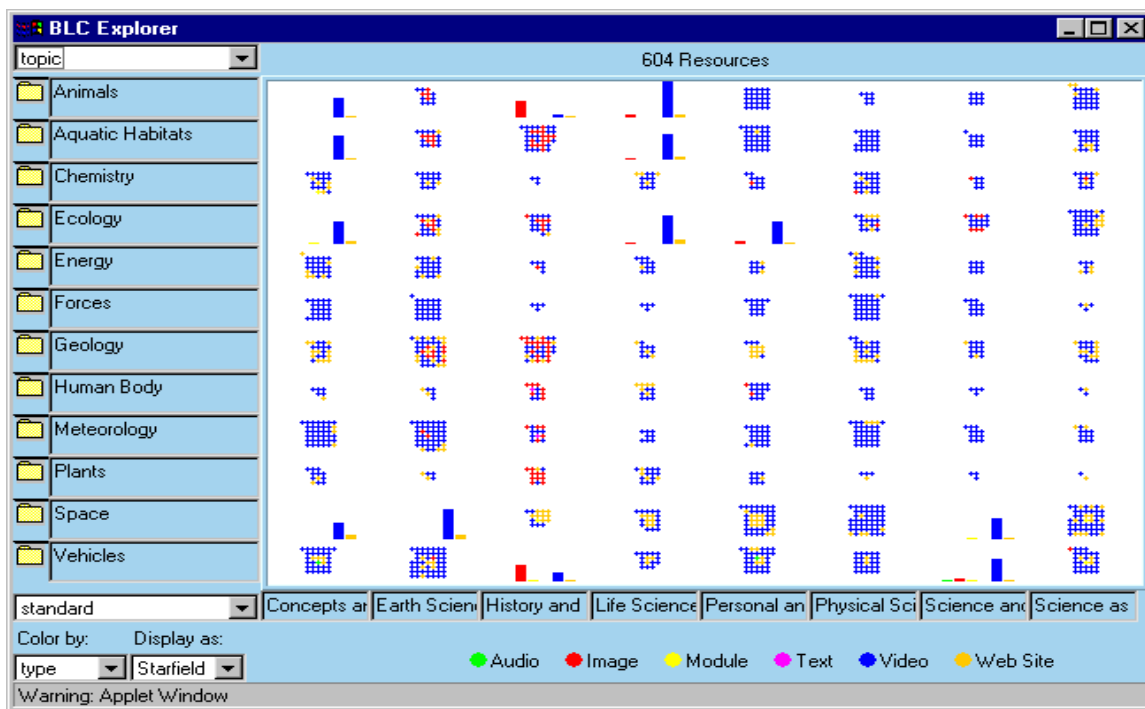 BLC Explorer
topic
604 Resources
Animals
Aquatic Habitats
Chemistry
Ecology
Energy
Forces
Geology
Human Body
Meteorology
Plants
Space
Vehicles
standard
Concepts ar Earth Scien History and Life Science Personal an Physical Sci Science and Science as
Color by: Display as:
type Starfield
Audio Image Module Text Video Web Site
Warning: Applet Window